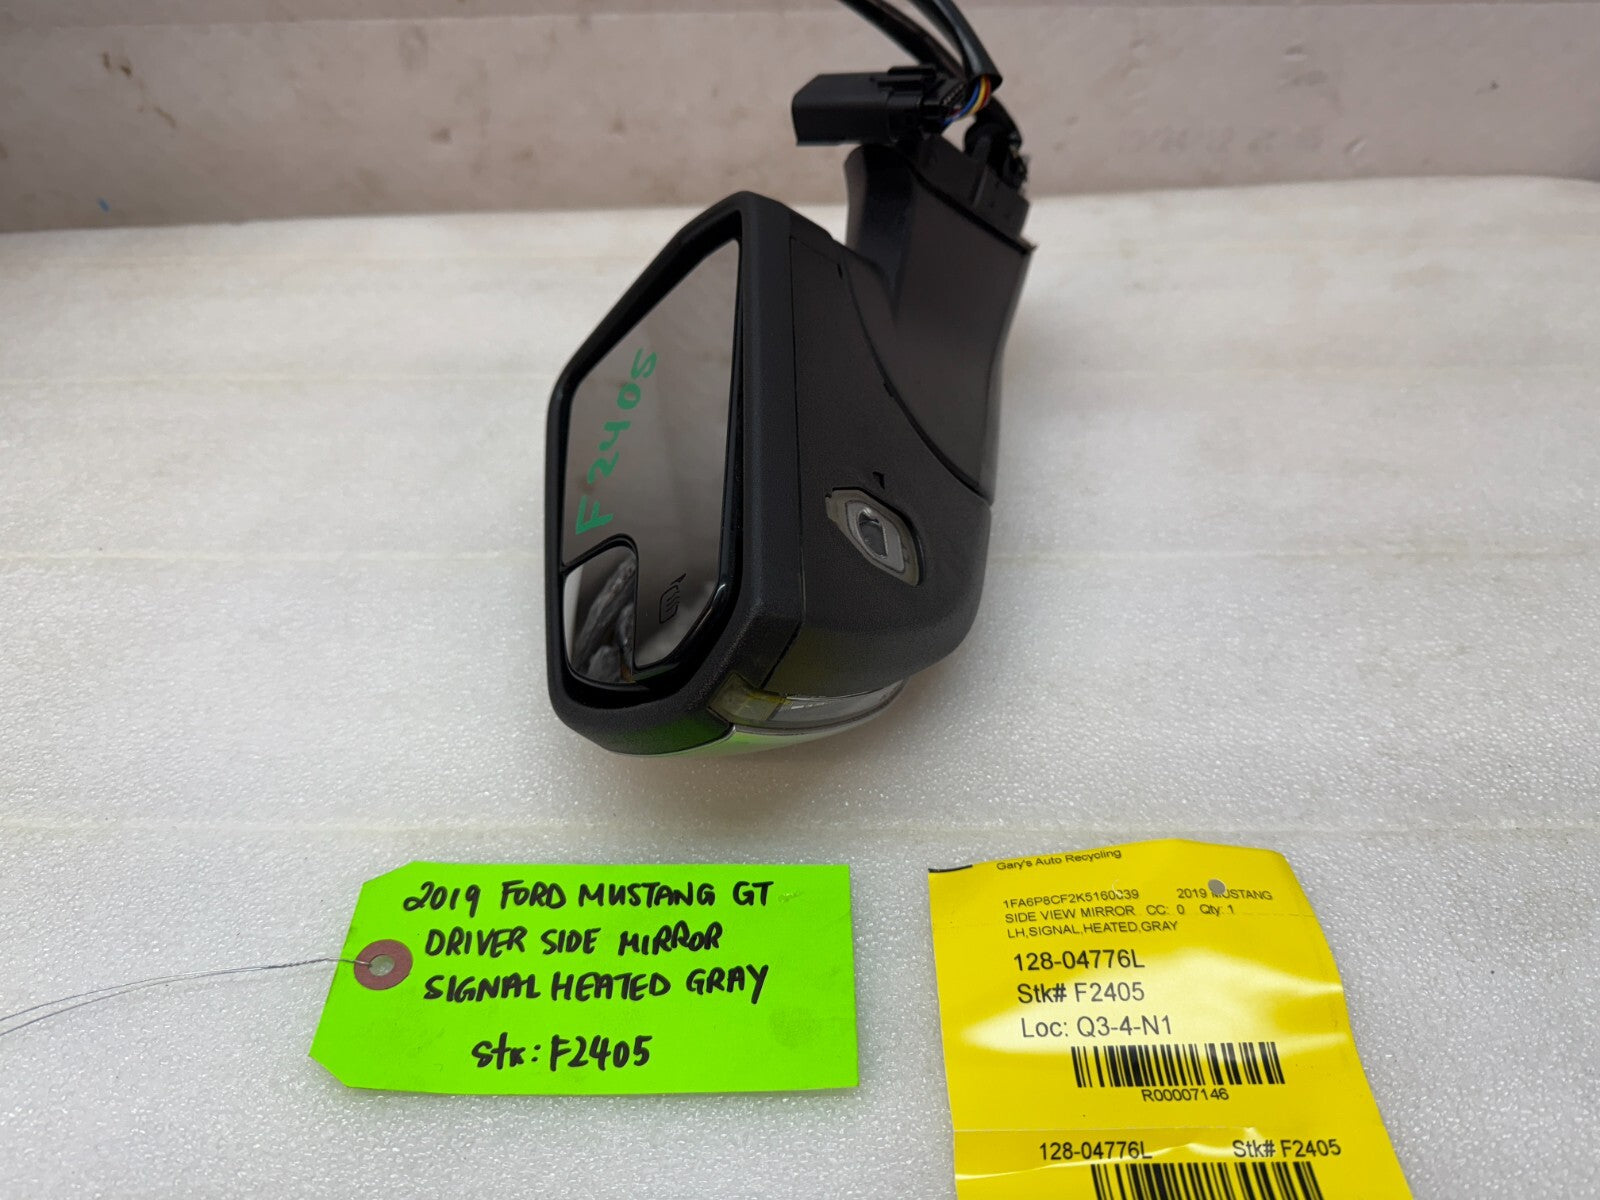 F2405
2019 FORD MUSTANG GT
DRIVER SIDE MIRROR
SIGNAL HEATED GRAY
Stk: F2405
Gary's Auto Recycling
1FA6P8CF2K5160039 2019 MUSTANG
SIDE VIEW MIRROR CC: 0 Qty: 1
LH,SIGNAL,HEATED,GRAY
128-04776L
Stk# F2405
Loc: Q3-4-N1
R00007146
128-04776L Stk# F2405